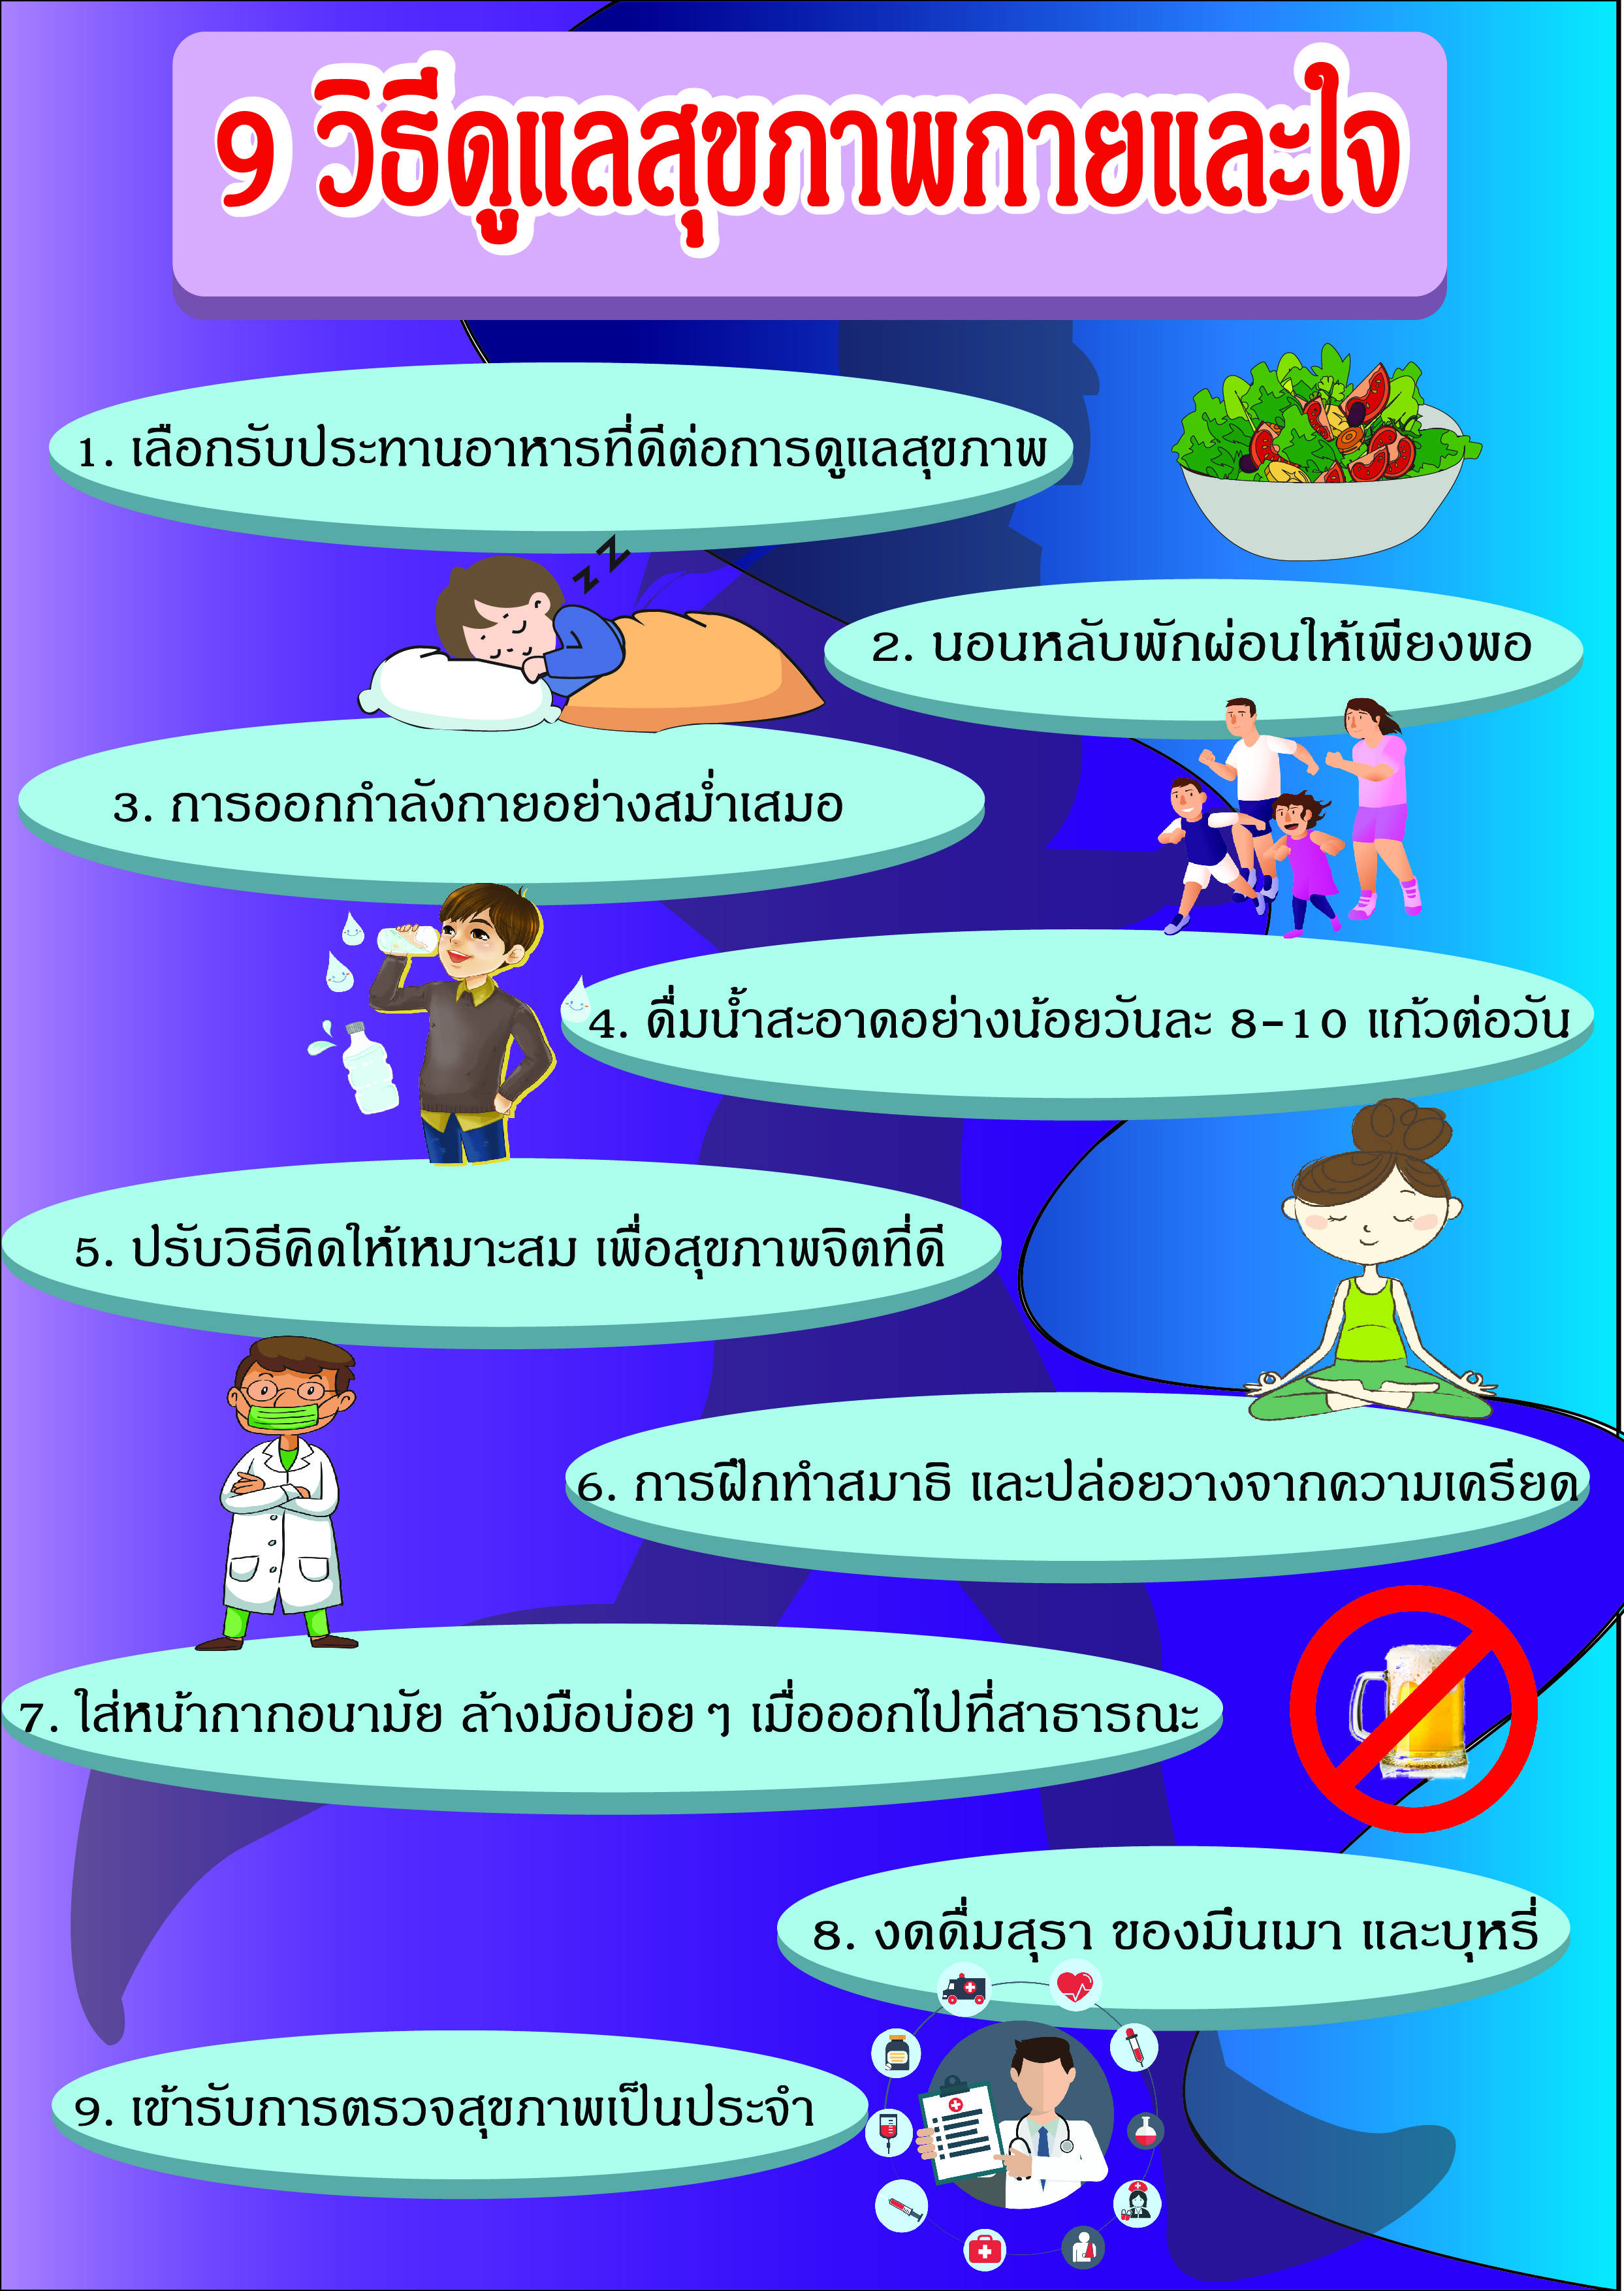 9 วิธีดูแลสุขภาพกายและใจ
1. เลือกรับประทานอาหารที่ดีต่อการดูแลสุขภาพ
z Z
2. นอนหลับพักผ่อนให้เพียงพอ
3. การออกกำลังกายอย่างสม่ำเสมอ
4. ดื่มน้ำสะอาดอย่างน้อยวันละ 8-10 แก้วต่อวัน
5. ปรับวิธีคิดให้เหมาะสม เพื่อสุขภาพจิตที่ดี
6. การฝึกทำสมาธิ และปล่อยวางจากความเครียด
7. ใส่หน้ากากอนามัย ล้างมือบ่อย ๆ เมื่อออกไปที่สาธารณะ
8. งดดื่มสุรา ของมึนเมา และบุหรี่
9. เข้ารับการตรวจสุขภาพเป็นประจำ